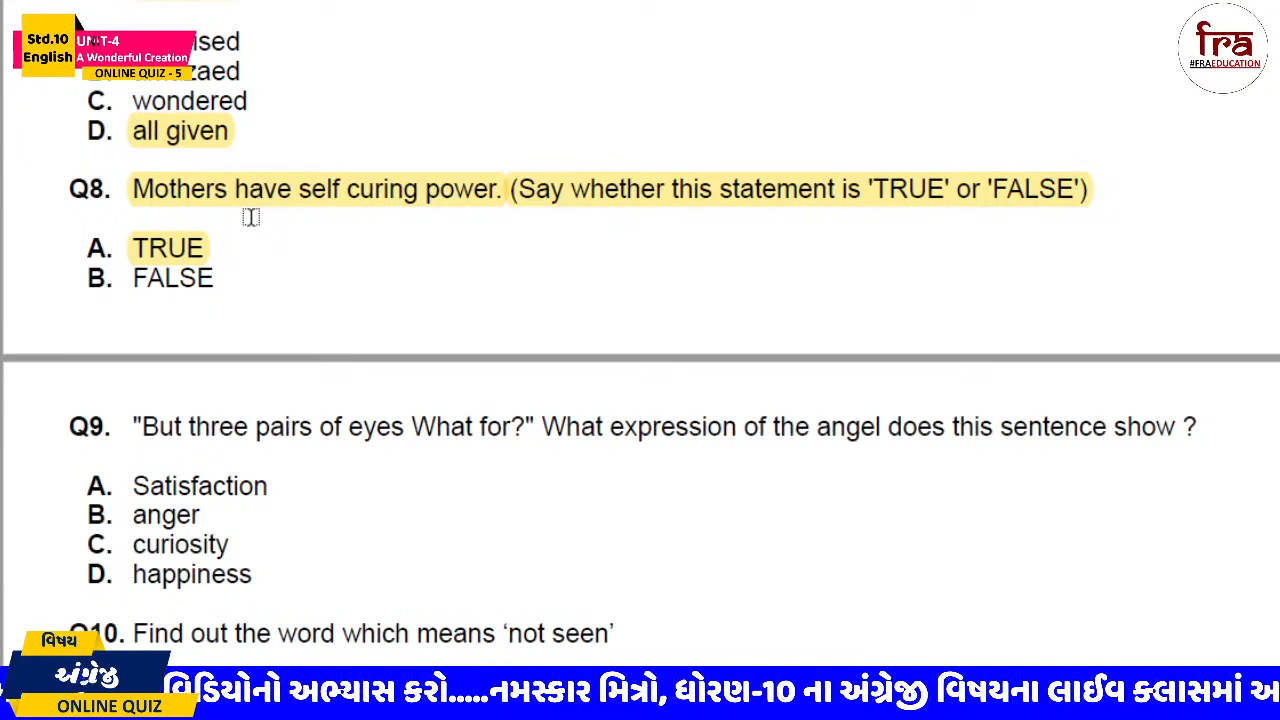 Std.10
English
UNIT-4
A Wonderful Creation
ONLINE QUIZ - 5
fra
#FRAEDUCATION
C. wondered
D. all given
Q8. Mothers have self curing power. (Say whether this statement is 'TRUE' or 'FALSE')
A. TRUE
B. FALSE
Q9. "But three pairs of eyes What for?" What expression of the angel does this sentence show ?
A. Satisfaction
B. anger
C. curiosity
D. happiness
Q10. Find out the word which means ‘not seen’
વિષય
અંગ્રેજી
ONLINE QUIZ
વિડિયોનો અભ્યાસ કરો.....નમસ્કાર મિત્રો, ધોરણ-10 ના અંગ્રેજી વિષયના લાઈવ ક્લાસમાં